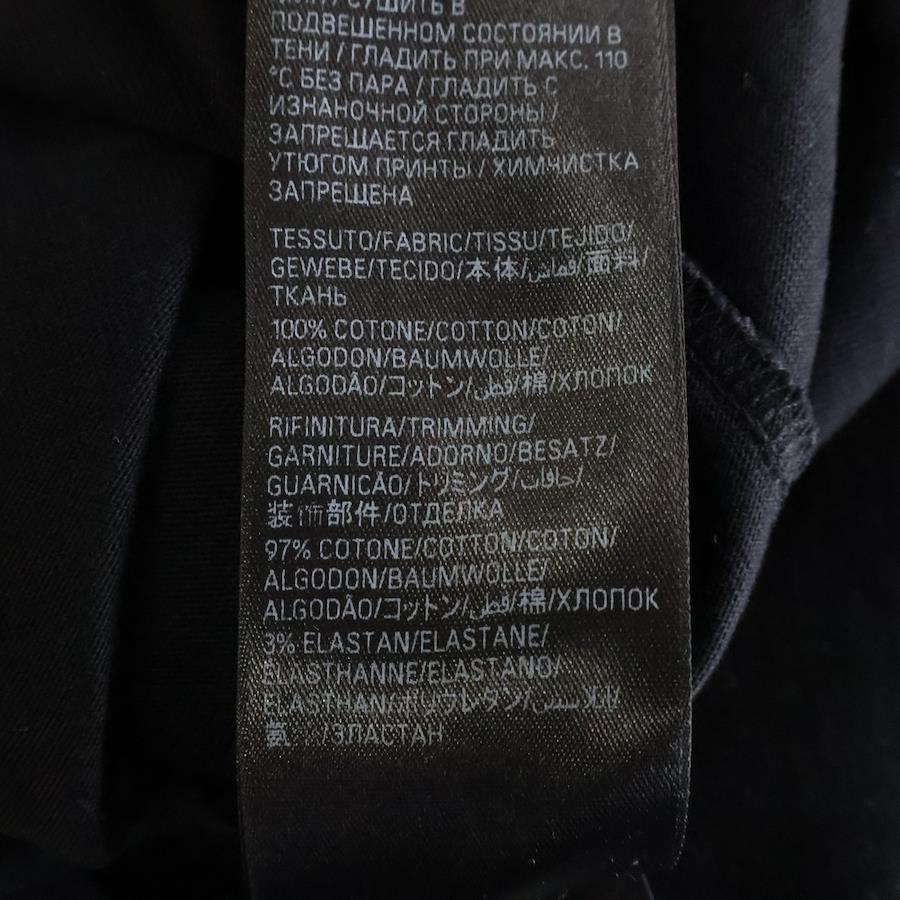 СУШИТЬ В
ПОДВЕШЕННОМ СОСТОЯНИИ В
ТЕНИ / ГЛАДИТЬ ПРИ МАКС. 110
°C БЕЗ ПАРА / ГЛАДИТЬ С
ИЗНАНОЧНОЙ СТОРОНЫ /
ЗАПРЕЩАЕТСЯ ГЛАДИТЬ
УТЮГОМ ПРИНТЫ / ХИМЧИСТКА
ЗАПРЕЩЕНА
TESSUTO/FABRIC/TISSU/TEJIDO/
GEWEBE/TECIDO/本体/قماش/面料/
ТКАНЬ
100% COTONE/COTTON/COTON/
ALGODON/BAUMWOLLE/
ALGODÃO/コットン/قطن/棉/ХЛОПОК
RIFINITURA/TRIMMING/
GARNITURE/ADORNO/BESATZ/
GUARNICÃO/トリミング/حافات/
装饰部件/ОТДЕЛКА
97% COTONE/COTTON/COTON/
ALGODON/BAUMWOLLE/
ALGODÃO/コットン/قطن/棉/ХЛОПОК
3% ELASTAN/ELASTANE/
ELASTHANNE/ELASTANO/
ELASTHAN/ポリウレタン/إيلاستين/
氨/ЭЛАСТАН